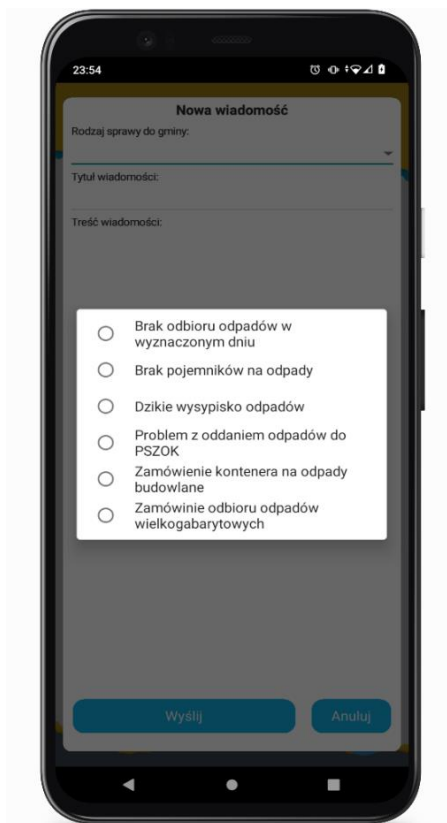 23:54
Nowa wiadomość
Rodzaj sprawy do gminy:
Tytuł wiadomości:
Treść wiadomości:
Brak odbioru odpadów w
wyznaczonym dniu
Brak pojemników na odpady
Dzikie wysypisko odpadów
Problem z oddaniem odpadów do
PSZOK
Zamówienie kontenera na odpady
budowlane
Zamówinie odbioru odpadów
wielkogabarytowych
Wyślij
Anuluj